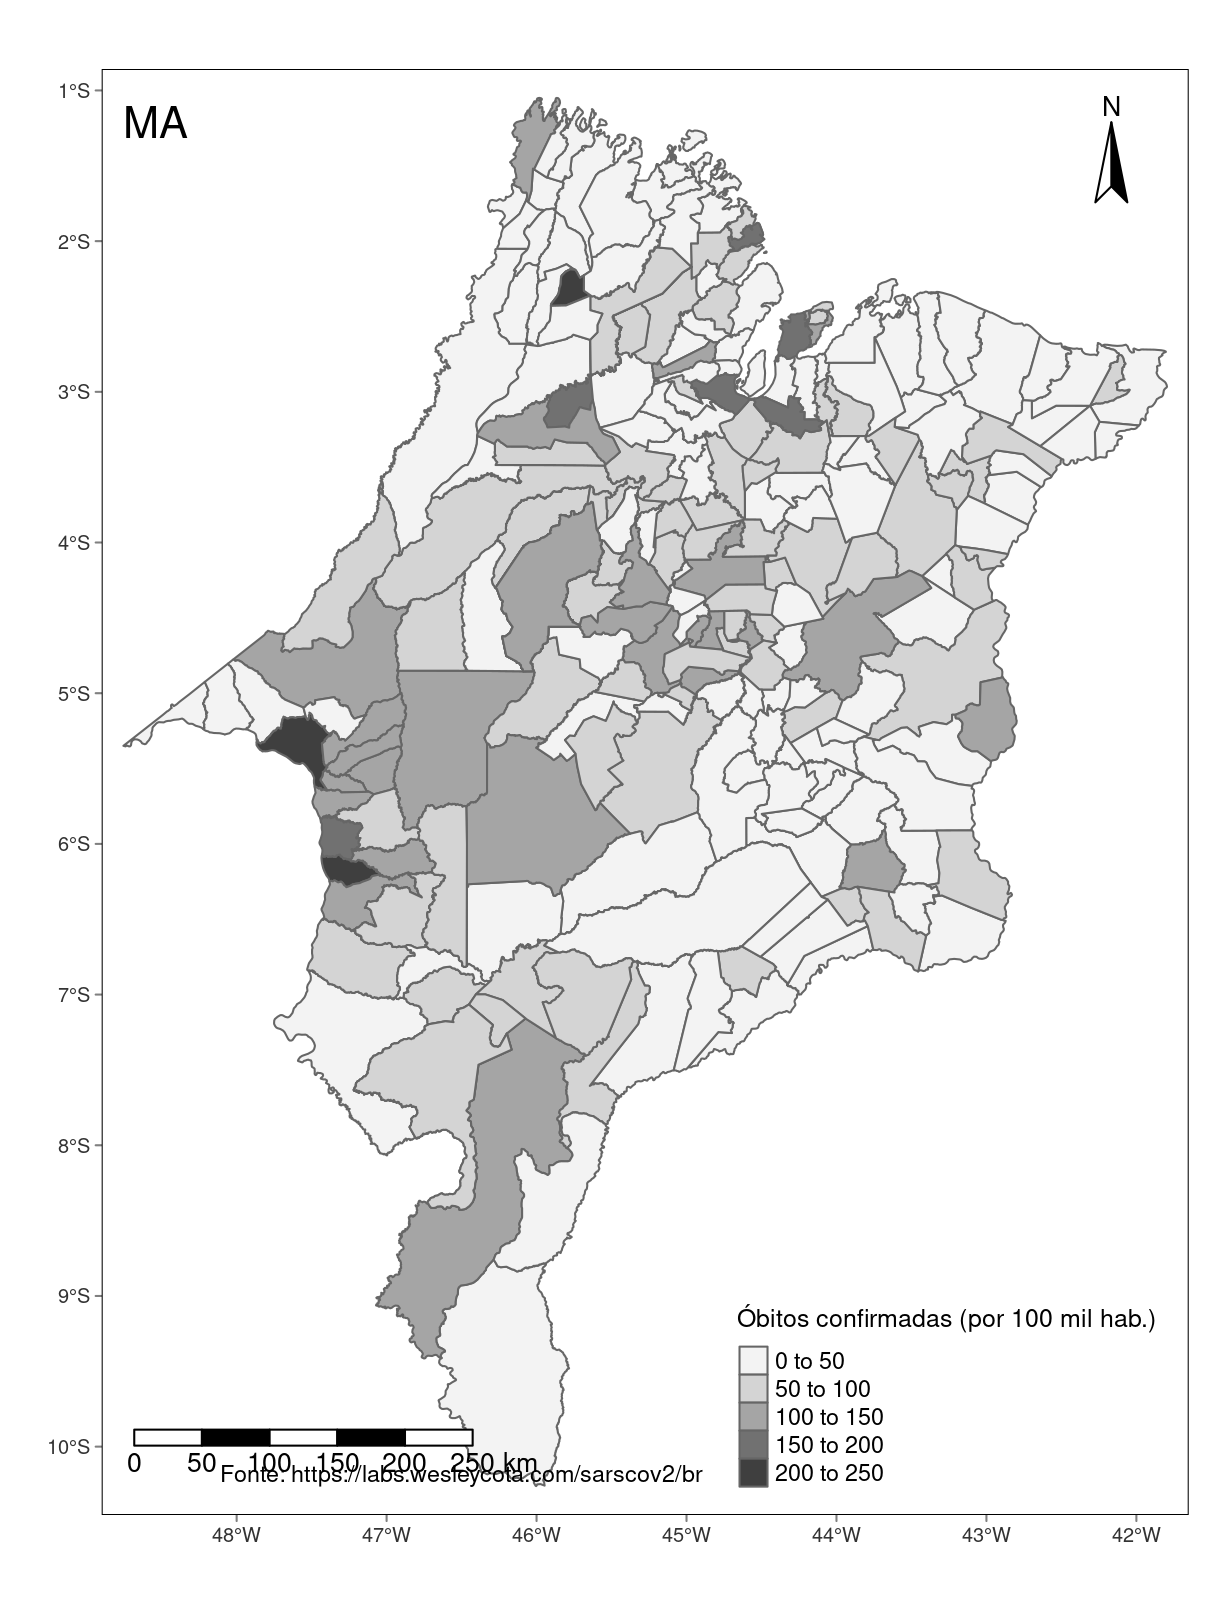 MA
N
1°S
2°S
3°S
4°S
5°S
6°S
7°S
8°S
9°S
10°S
Óbitos confirmadas (por 100 mil hab.)
0 to 50
50 to 100
100 to 150
150 to 200
200 to 250
0 50 100 150 200 250 km
Fonte: https://labs.wesleycota.com/sarscov2/br
48°W 47°W 46°W 45°W 44°W 43°W 42°W